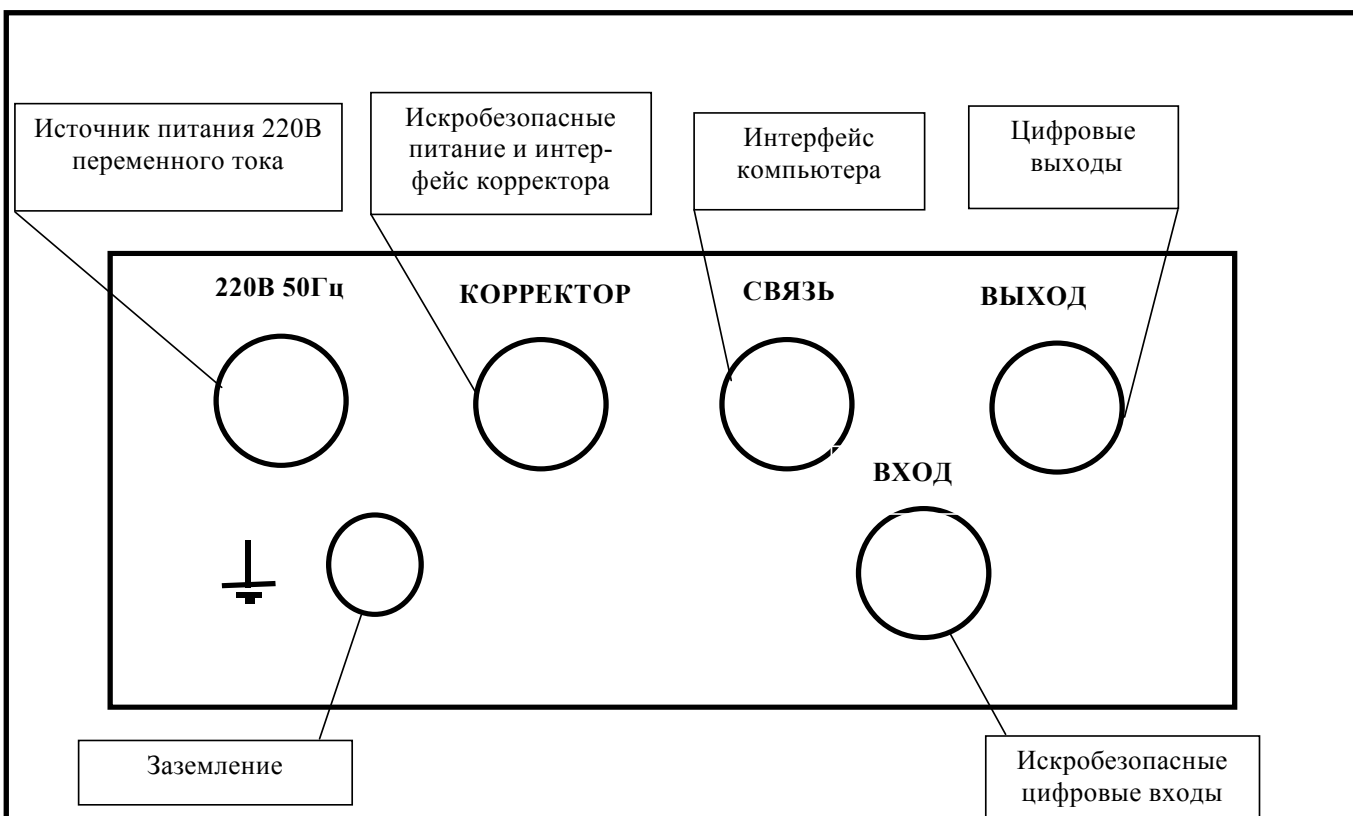 Источник питания 220В
переменного тока
Искробезопасные
питание и интер-
фейс корректора
Интерфейс
компьютера
Цифровые
выходы
220В 50Гц
КОРРЕКТОР
СВЯЗЬ
ВЫХОД
ВХОД
Заземление
Искробезопасные
цифровые входы